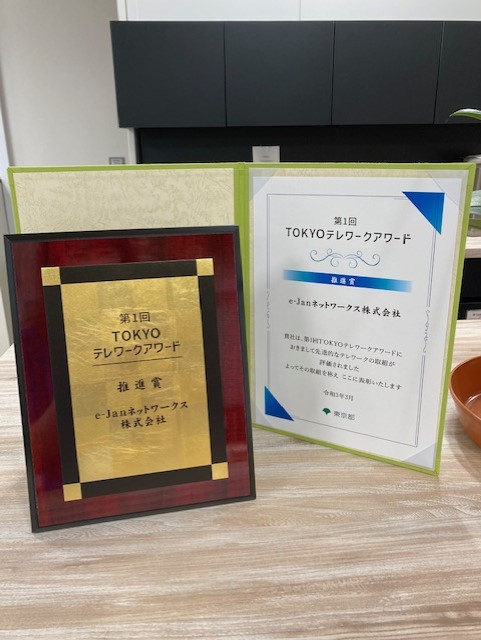 第1回
TOKYO
テレワークアワード
推進賞
e-Janネットワークス
株式会社
第1回
TOKYOテレワークアワード
推進賞
e-Janネットワークス株式会社
貴社は、第1回TOKYOテレワークアワードに
おきまして先進的なテレワークの取組が
評価されました
よってその取組を称え ここに表彰いたします
令和3年3月
東京都